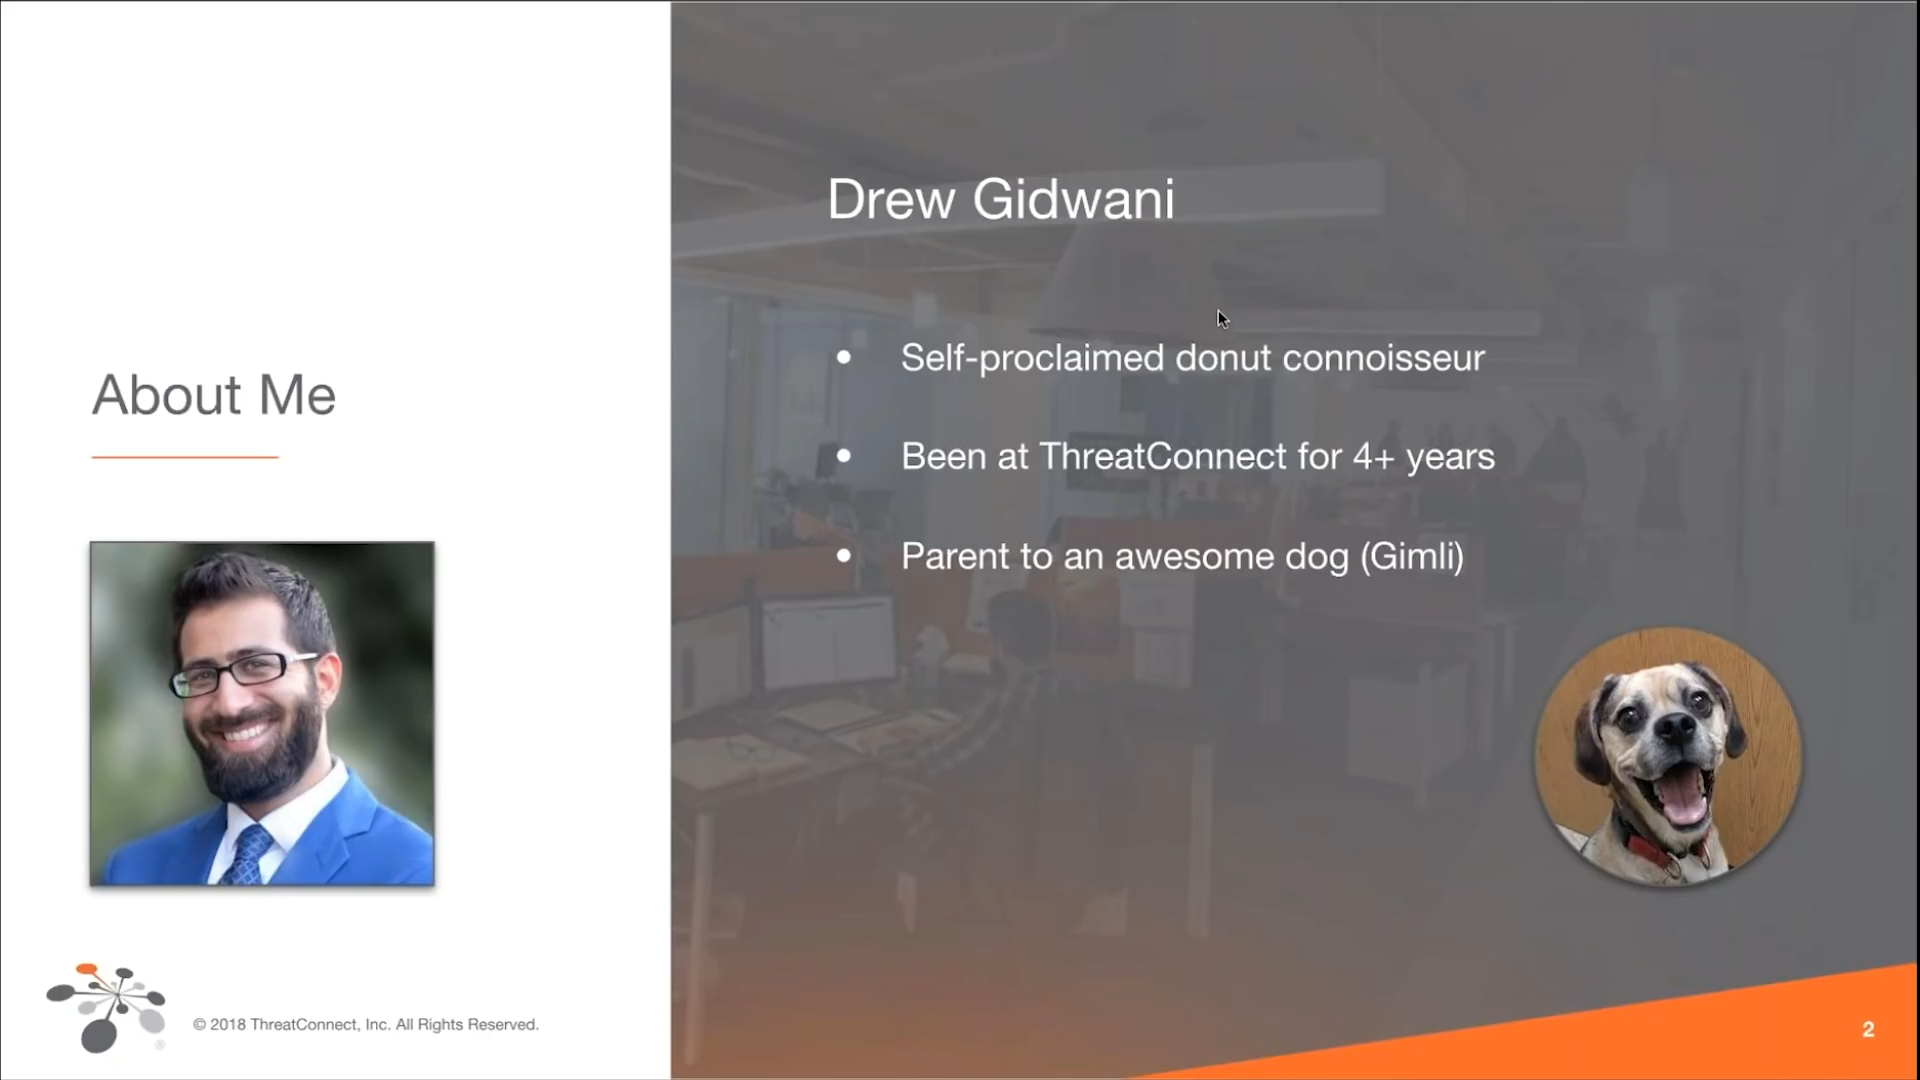 About Me
Drew Gidwani
• Self-proclaimed donut connoisseur
• Been at ThreatConnect for 4+ years
• Parent to an awesome dog (Gimli)
®
© 2018 ThreatConnect, Inc. All Rights Reserved.
2